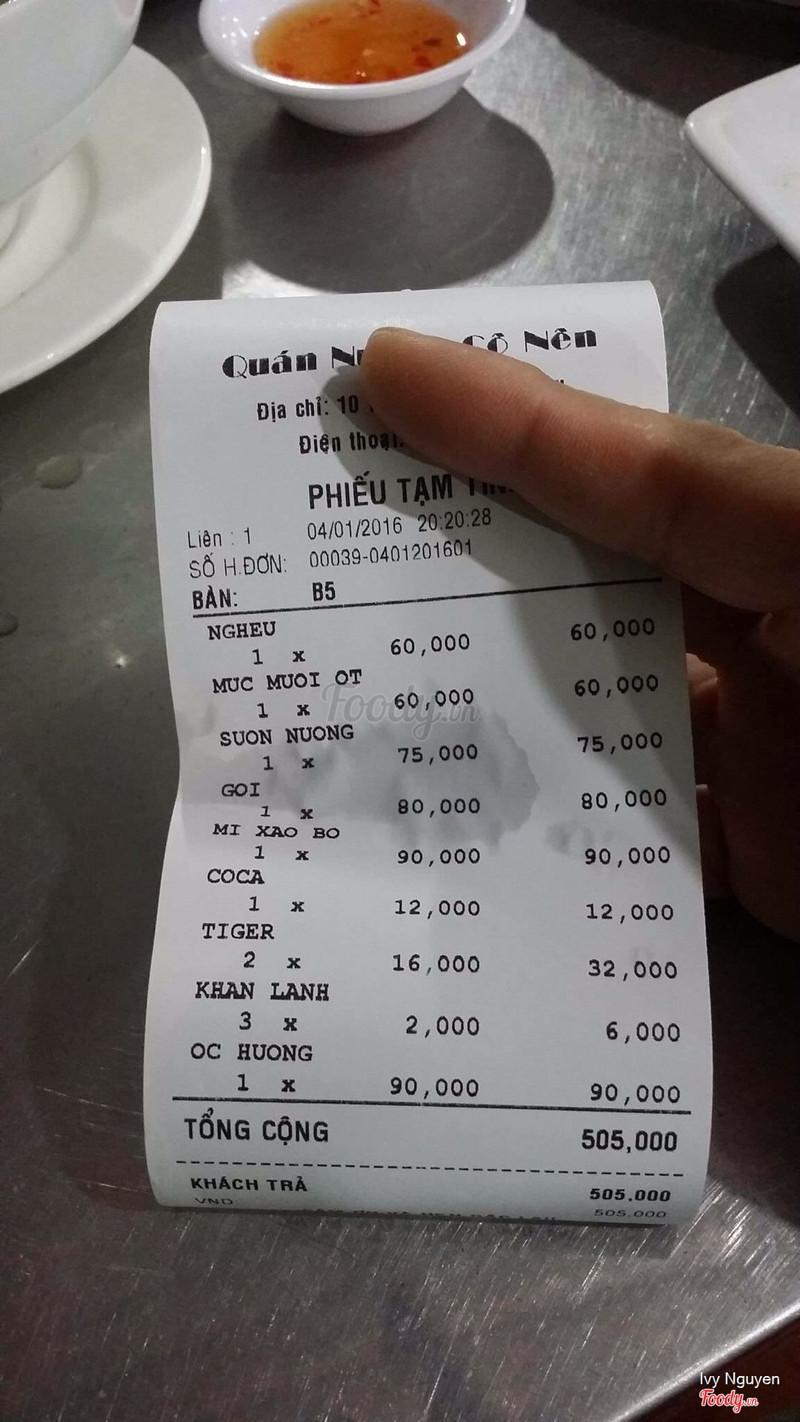 Quán Cô Nên
Địa chỉ: 10
Điện thoại:
PHIẾU TẠM
Liên : 1 04/01/2016 20:20:28
SỐ H.ĐƠN: 00039-0401201601
BÀN: B5
NGHEU
1 x 60,000 60,000
MUC MUOI OT
1 x 60,000 60,000
SUON NUONG
1 x 75,000 75,000
GOI
1 x 80,000 80,000
MI XAO BO
1 x 90,000 90,000
COCA
1 x 12,000 12,000
TIGER
2 x 16,000 32,000
KHAN LANH
3 x 2,000 6,000
OC HUONG
1 x 90,000 90,000
TỔNG CỘNG 505,000
KHÁCH TRẢ 505.000
VND: 505.000
Foody.vn
Ivy Nguyen
Foody.vn